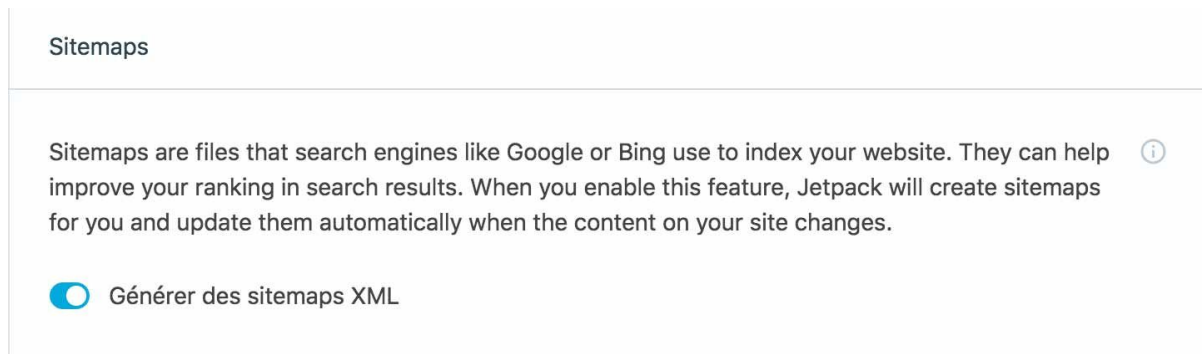 Sitemaps
Sitemaps are files that search engines like Google or Bing use to index your website. They can help
improve your ranking in search results. When you enable this feature, Jetpack will create sitemaps
for you and update them automatically when the content on your site changes.
Générer des sitemaps XML